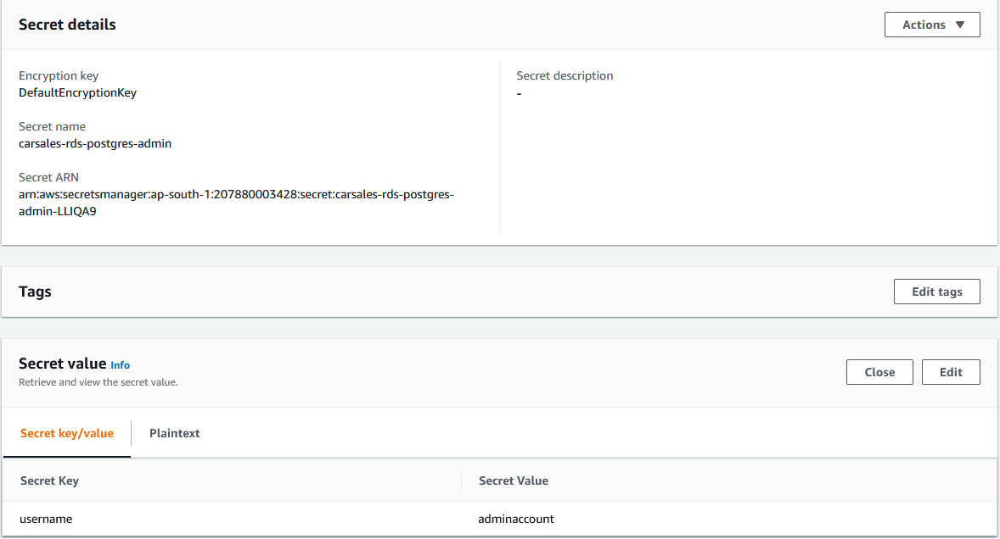 Secret details
Actions
Encryption key
DefaultEncryptionKey
Secret description
-
Secret name
carsales-rds-postgres-admin
Secret ARN
arn:aws:secretsmanager:ap-south-1:207880003428:secret:carsales-rds-postgres-
admin-LLIQA9
Tags
Edit tags
Secret value Info
Retrieve and view the secret value.
Close
Edit
Secret key/value
Plaintext
Secret Key
Secret Value
username
adminaccount